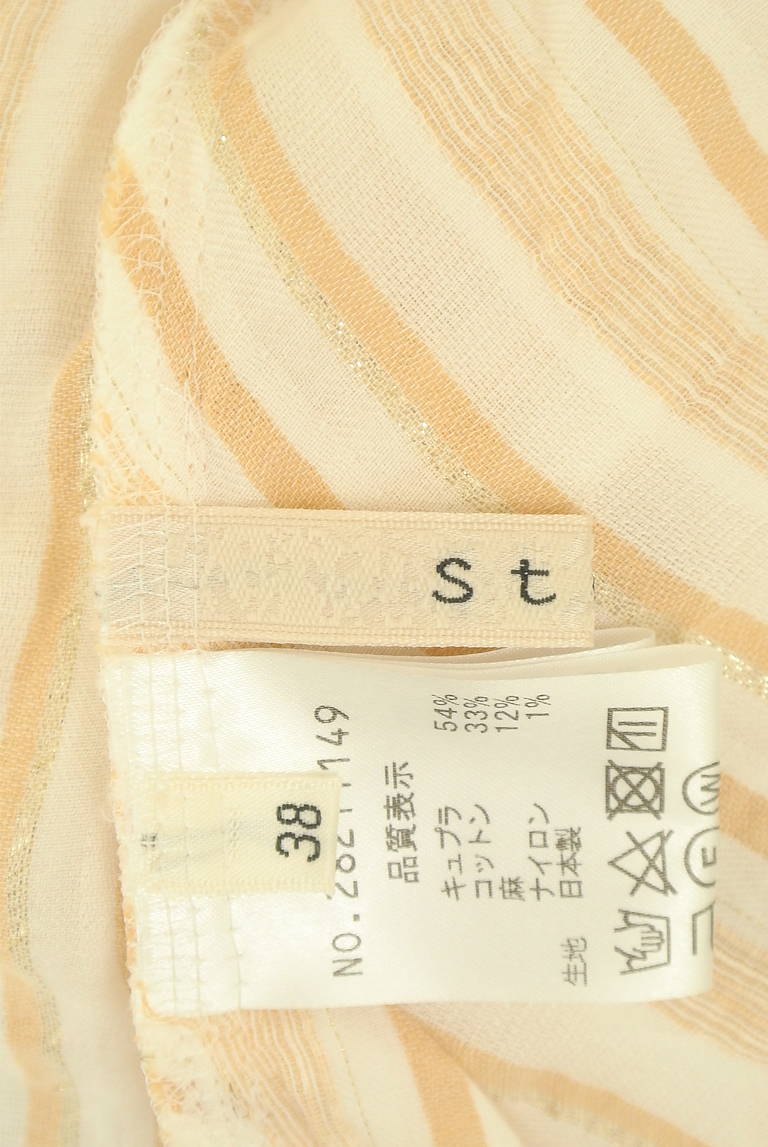 St
38
NO.
149
品質表示
キュプラ 54%
コットン 33%
麻 12%
ナイロン 1%
生地 日本製
W
F